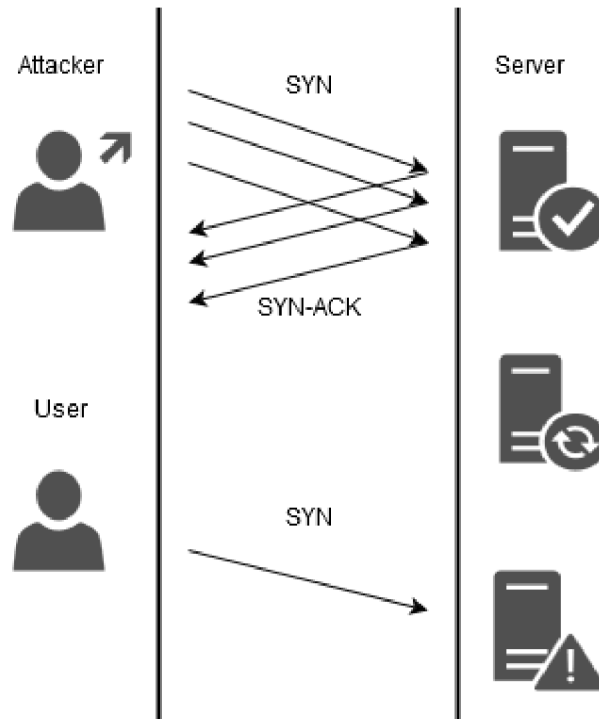 Attacker
SYN
Server
SYN-ACK
User
SYN